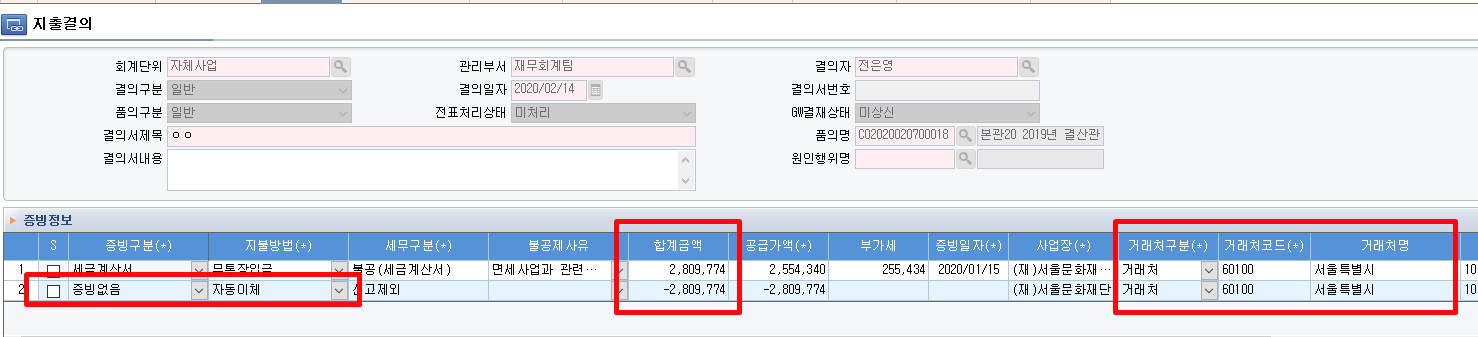 지출결의
회계단위 자체사업 관리부서 재무회계팀 결의자 전은영
결의구분 일반 결의일자 2020/02/14 결의서번호
품의구분 일반 전표처리상태 미처리 GW결재상태 미상신
결의서제목 ㅇㅇ 품의명 C02020020700018 본관20 2019년 결산관
결의서내용 원인행위명
증빙정보
S 증빙구분(*) 지불방법(*) 세무구분(*) 불공제사유 합계금액 공급가액(*) 부가세 증빙일자(*) 사업장(*) 거래처구분(*) 거래처코드(*) 거래처명
1 세금계산서 무통장입금 불공(세금계산서) 면세사업과 관련… 2,809,774 2,554,340 255,434 2020/01/15 (재)서울문화재… 거래처 60100 서울특별시 10
2 증빙없음 자동이체 신고제외 -2,809,774 -2,809,774 (재)서울문화재단 거래처 60100 서울특별시 10